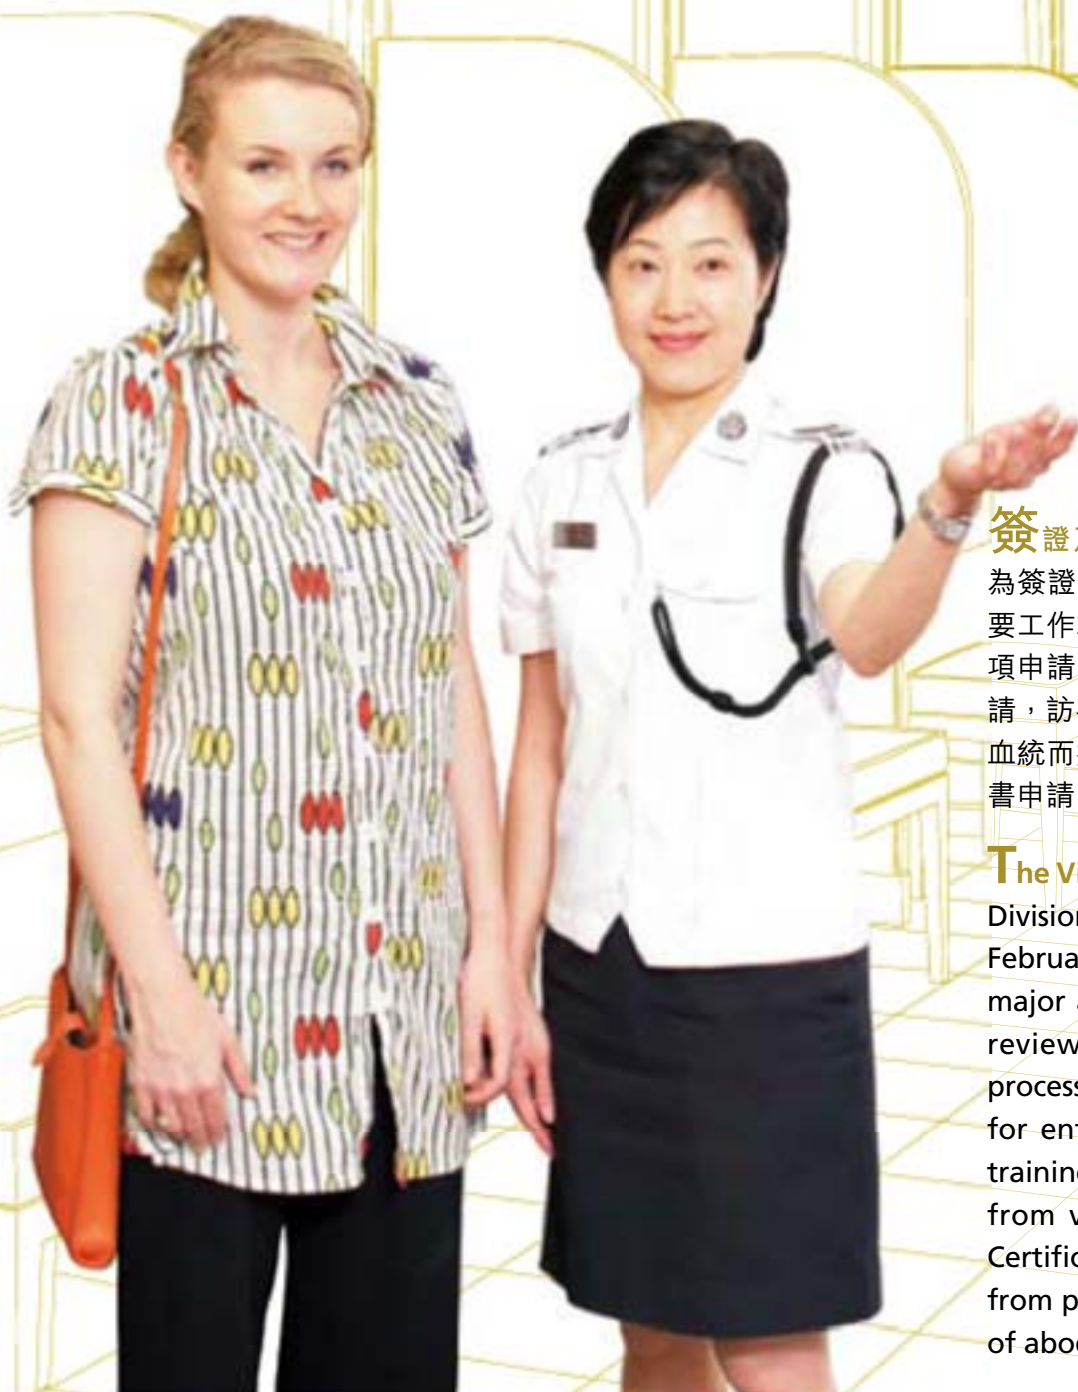 簽證
為簽證
要工作
項申請
請，訪
血統而
書申請
The Vi
Division
Februa
major
review
process
for ent
training
from v
Certific
from p
of abo